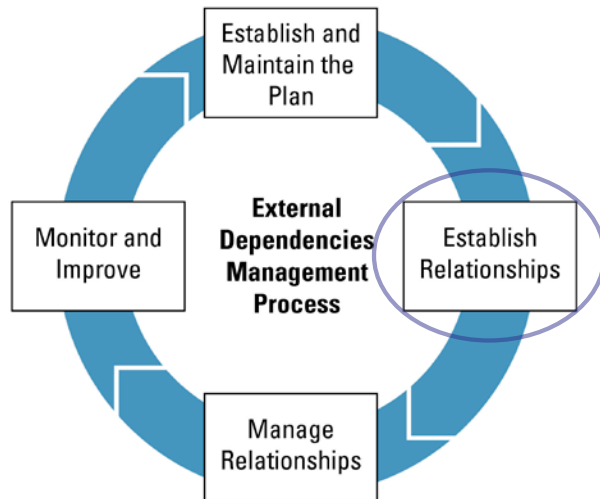 Establish and
Maintain the
Plan
External
Dependencies
Management
Process
Monitor and
Improve
Establish
Relationships
Manage
Relationships